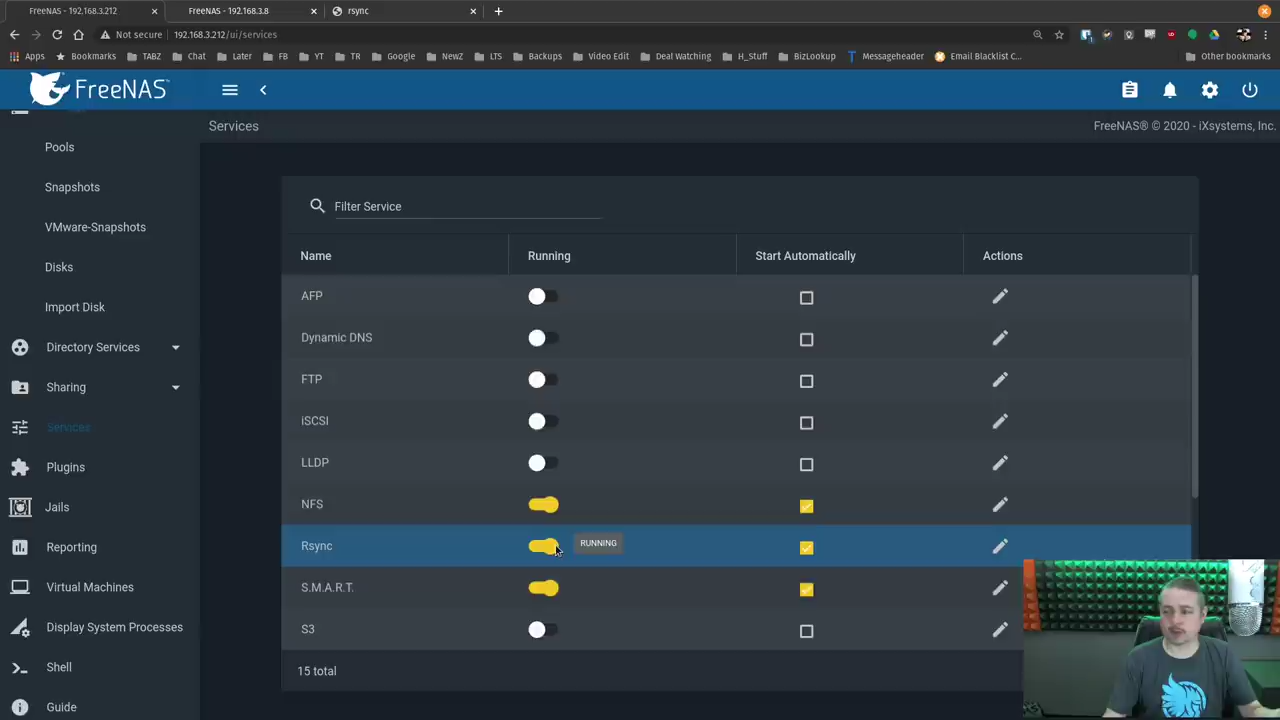 FreeNAS - 192.168.3.212
FreeNAS - 192.168.3.8
rsync
Not secure
192.168.3.212/ui/services
Apps
Bookmarks
TABZ
Chat
Later
FB
YT
TR
Google
NewZ
LTS
Backups
Video Edit
Deal Watching
H_Stuff
BizLookup
Messageheader
Email Blacklist C...
Other bookmarks
FreeNAS®
Services
FreeNAS® © 2020 - iXsystems, Inc.
Pools
Snapshots
VMware-Snapshots
Disks
Import Disk
Directory Services
Sharing
Services
Plugins
Jails
Reporting
Virtual Machines
Display System Processes
Shell
Guide
Filter Service
Name
Running
Start Automatically
Actions
AFP
Dynamic DNS
FTP
iSCSI
LLDP
NFS
Rsync
RUNNING
S.M.A.R.T.
S3
15 total